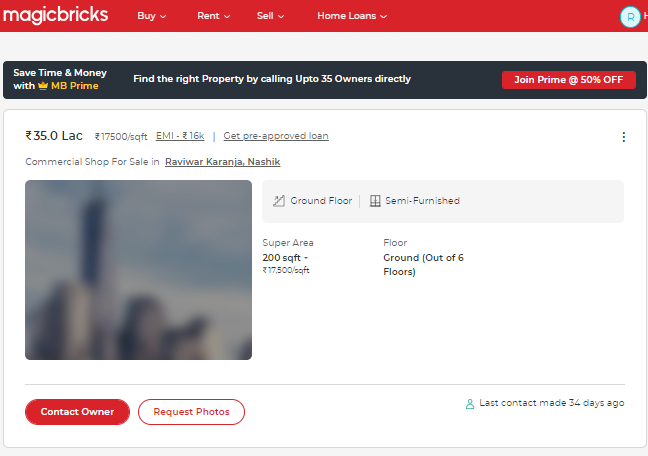 magicbricks
Buy Rent Sell Home Loans R
Save Time & Money
with MB Prime
Find the right Property by calling Upto 35 Owners directly
Join Prime @ 50% OFF
₹35.0 Lac ₹17500/sqft EMI - ₹ 16k | Get pre-approved loan
Commercial Shop For Sale in Raviwar Karanja, Nashik
Ground Floor Semi-Furnished
Super Area
200 sqft -
₹17,500/sqft
Floor
Ground (Out of 6
Floors)
Contact Owner Request Photos
Last contact made 34 days ago